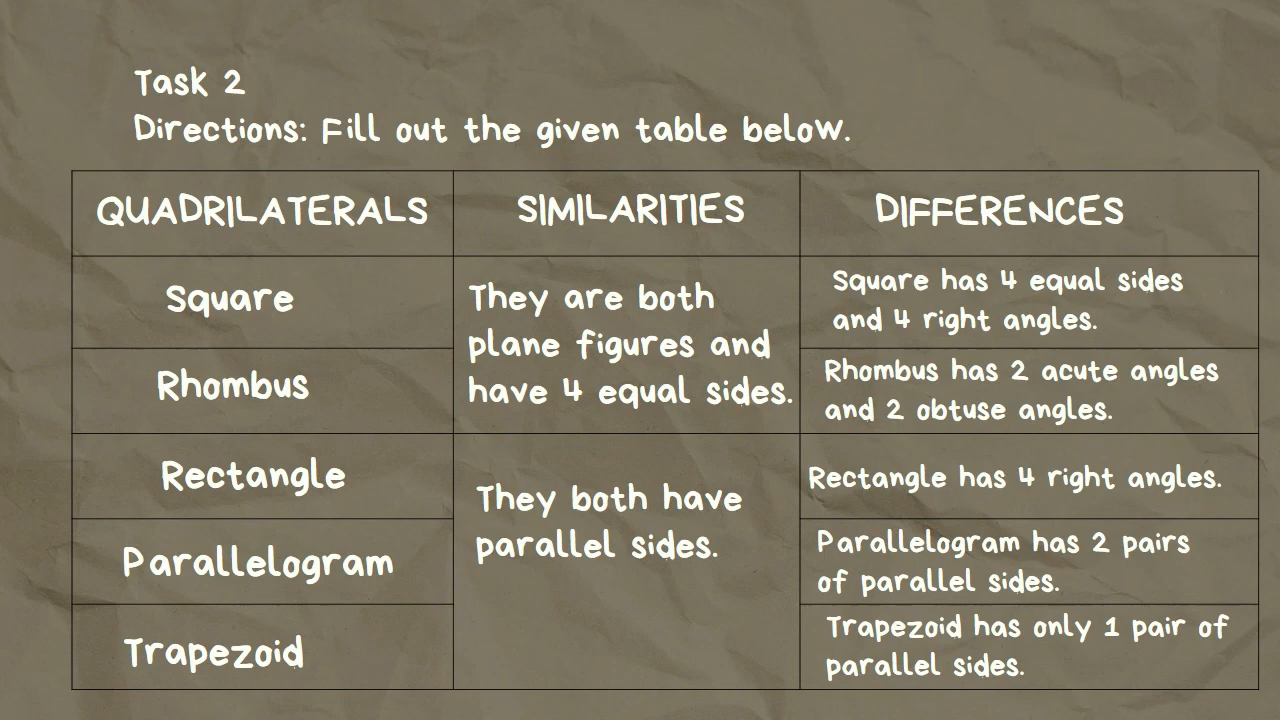 Task 2
Directions: Fill out the given table below.
QUADRILATERALS
SIMILARITIES
DIFFERENCES
Square
They are both
plane figures and
have 4 equal sides.
Square has 4 equal sides
and 4 right angles.
Rhombus
Rhombus has 2 acute angles
and 2 obtuse angles.
Rectangle
They both have
parallel sides.
Rectangle has 4 right angles.
Parallelogram
Parallelogram has 2 pairs
of parallel sides.
Trapezoid
Trapezoid has only 1 pair of
parallel sides.